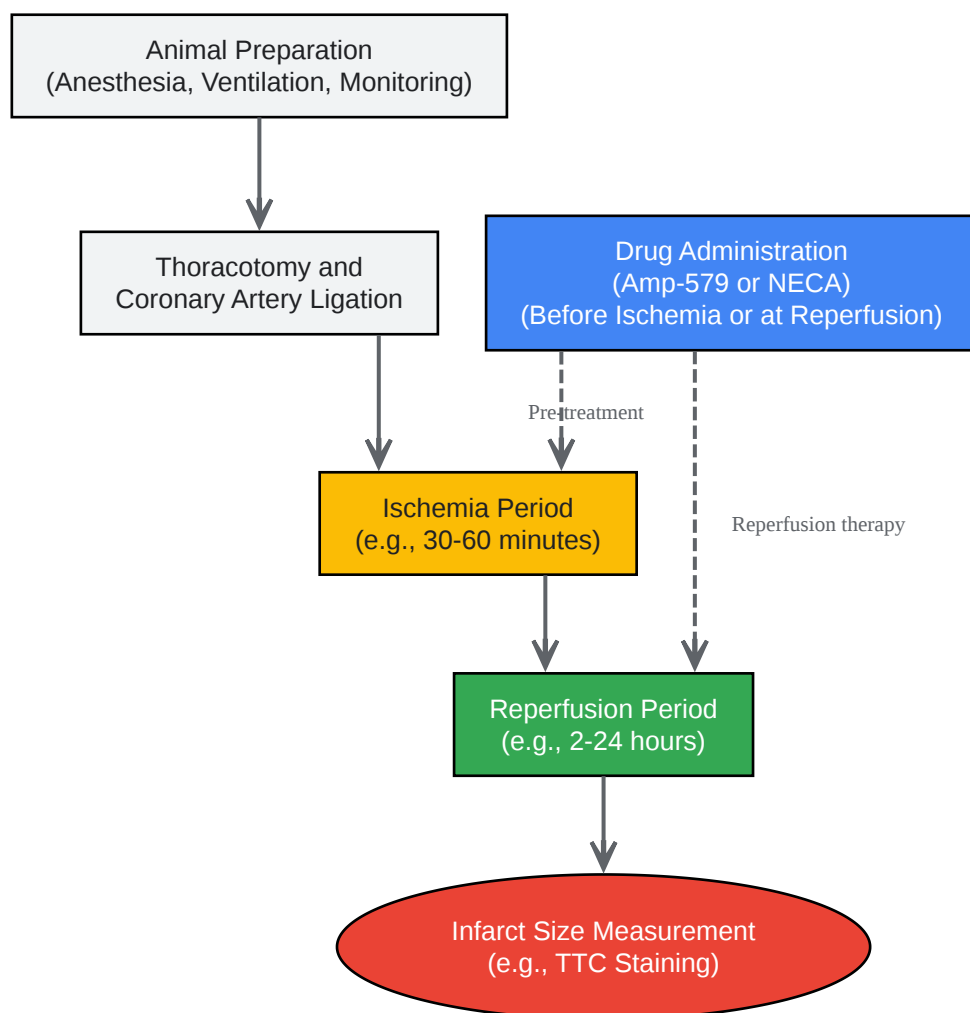 Animal Preparation
(Anesthesia, Ventilation, Monitoring)
Thoracotomy and
Coronary Artery Ligation
Drug Administration
(Amp-579 or NECA)
(Before Ischemia or at Reperfusion)
Pre-treatment
Ischemia Period
(e.g., 30-60 minutes)
Reperfusion therapy
Reperfusion Period
(e.g., 2-24 hours)
Infarct Size Measurement
(e.g., TTC Staining)